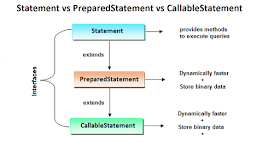 Statement vs PreparedStatement vs CallableStatement
Statement
provides methods
to execute queries
extends
Interfaces
PreparedStatement
Dynamically faster
+
Store binary data
extends
CallableStatement
Dynamically faster
+
Store binary data
+